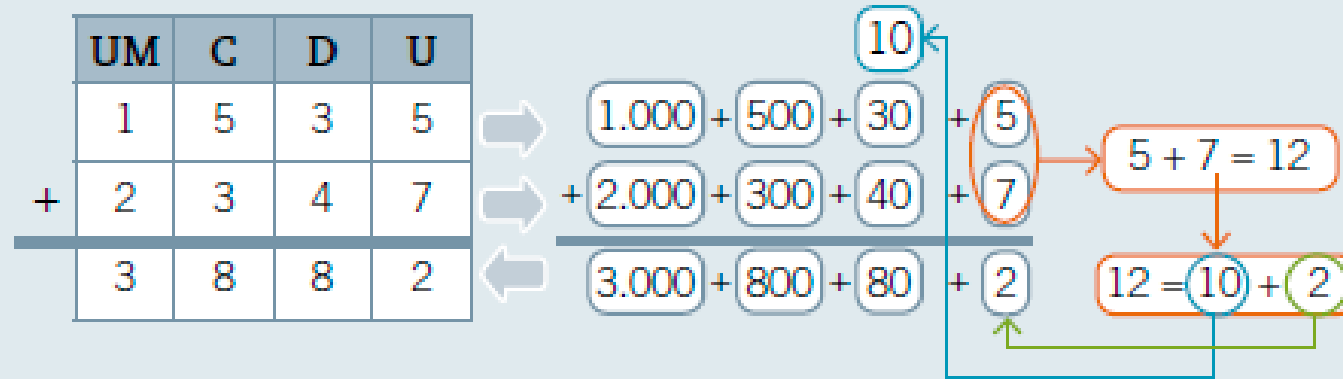 UM C D U
10
1 5 3 5
1.000 + 500 + 30 + 5
5 + 7 = 12
+ 2 3 4 7
+ 2.000 + 300 + 40 + 7
3 8 8 2
3.000 + 800 + 80 + 2
12 = 10 + 2